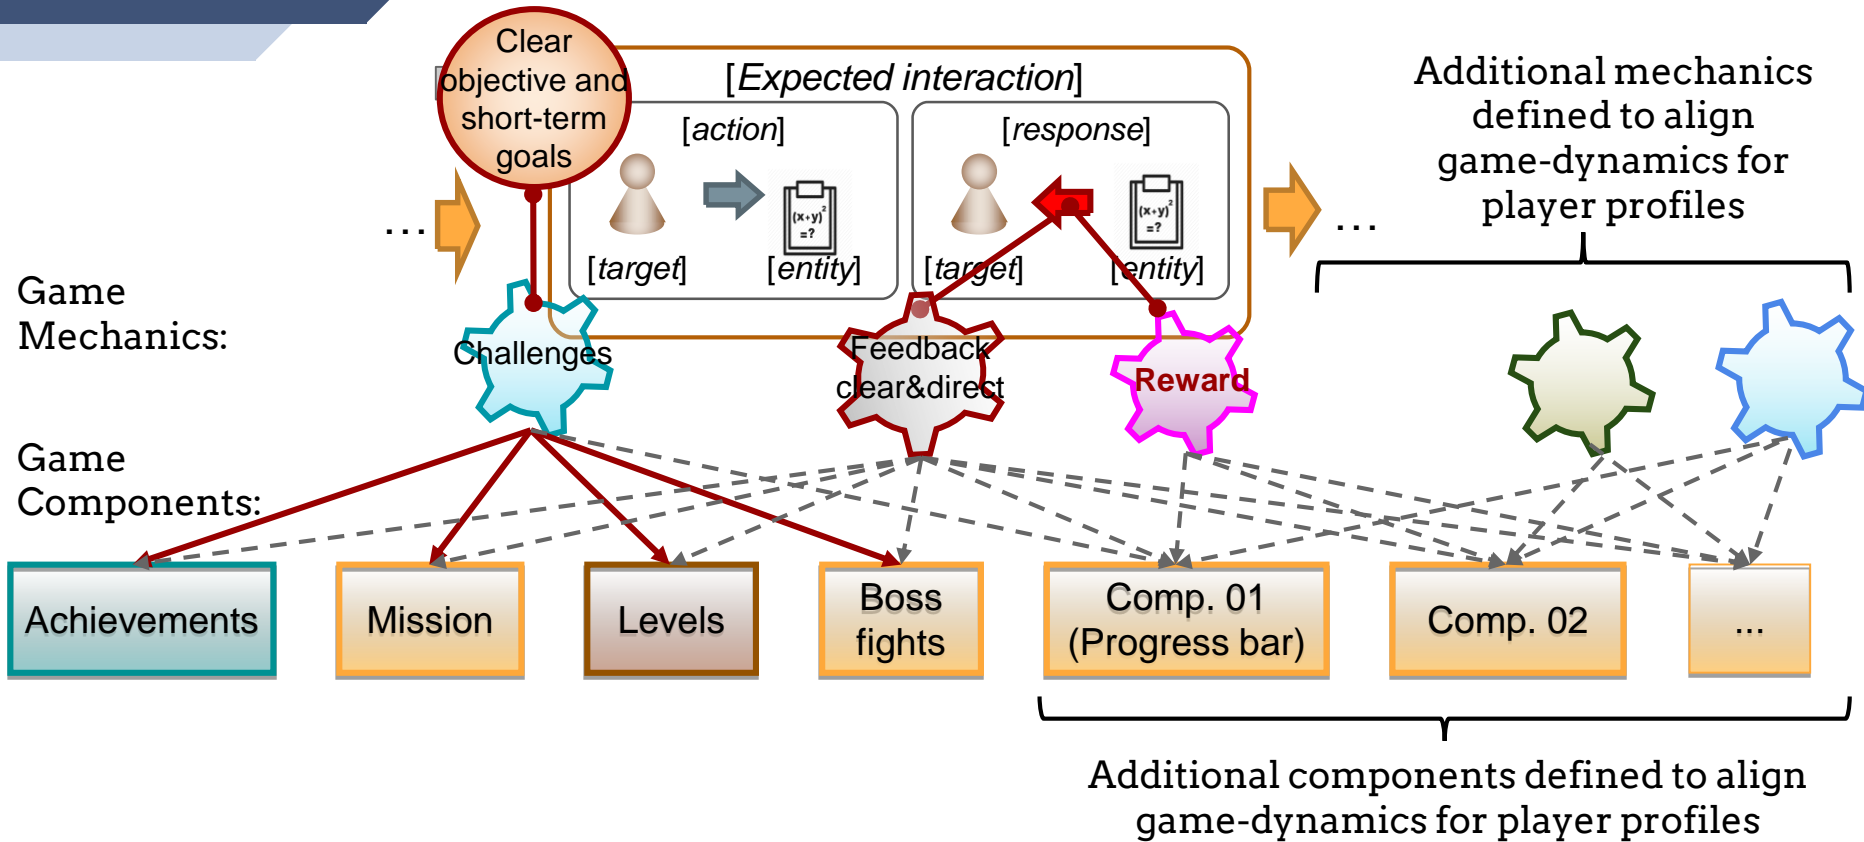 Clear
objective and
short-term
goals
[Expected interaction]
[action]
[response]
(x+y)²
=?
(x+y)²
=?
[target]
[entity]
[target]
[entity]
...
...
Additional mechanics
defined to align
game-dynamics for
player profiles
Game
Mechanics:
Challenges
Feedback
clear&direct
Reward
Game
Components:
Achievements
Mission
Levels
Boss
fights
Comp. 01
(Progress bar)
Comp. 02
...
Additional components defined to align
game-dynamics for player profiles